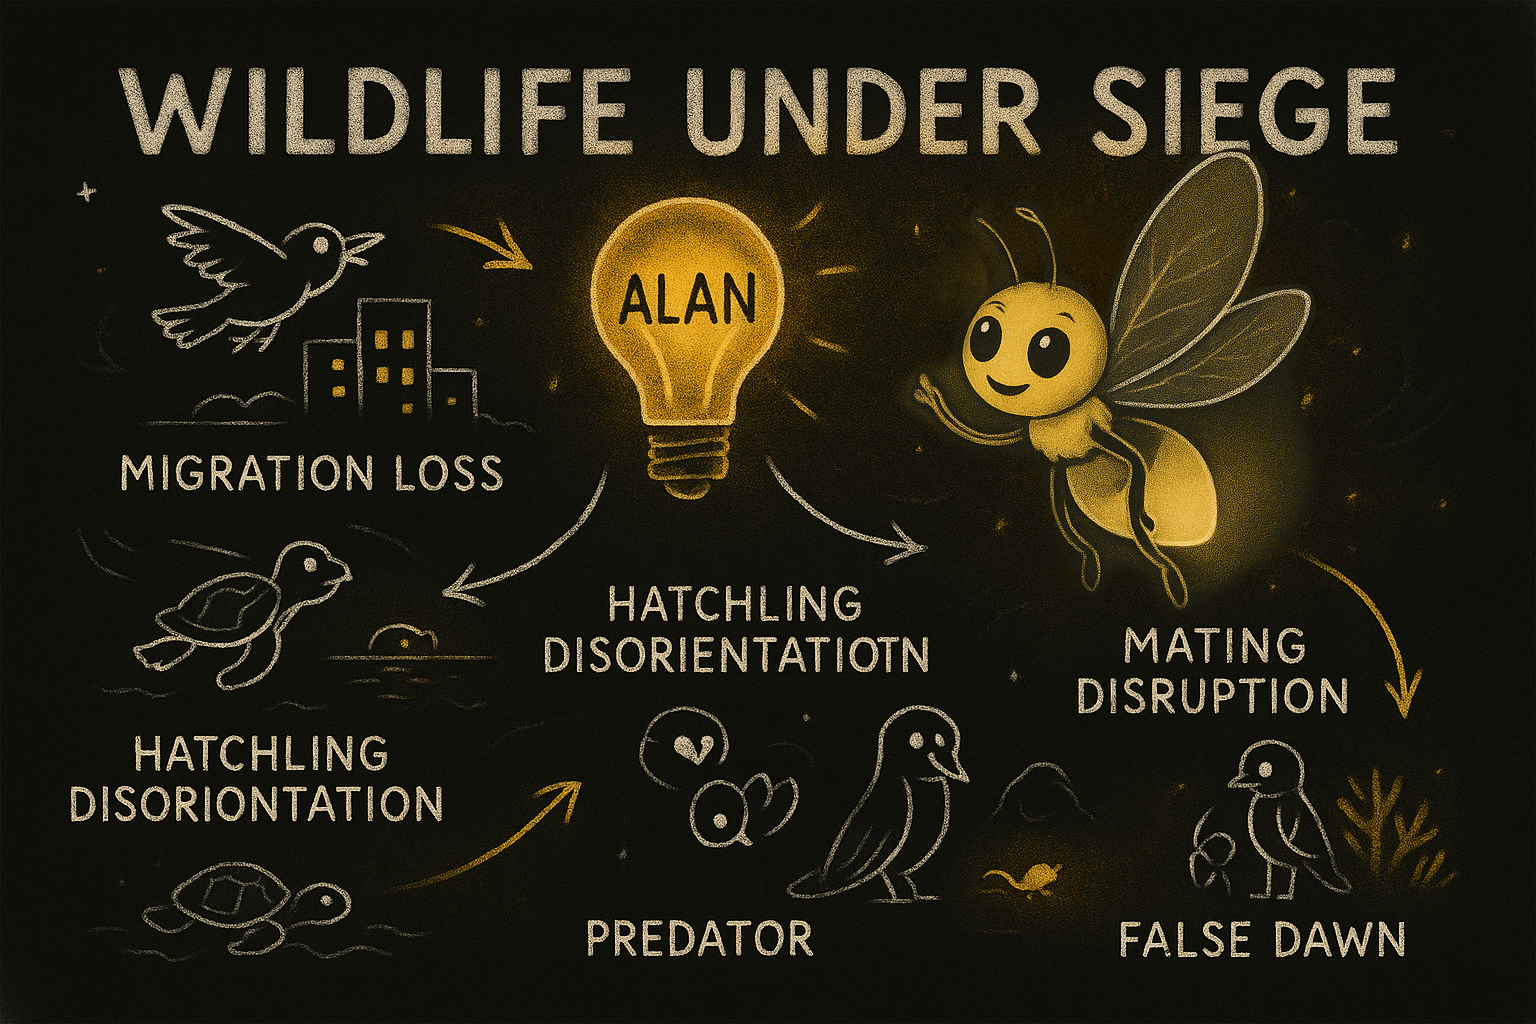 WILDLIFE UNDER SIEGE
ALAN
MIGRATION LOSS
HATCHLING
DISORIENTATIOTN
MATING
DISRUPTION
HATCHLING
DISORIONTATION
PREDATOR
FALSE DAWN